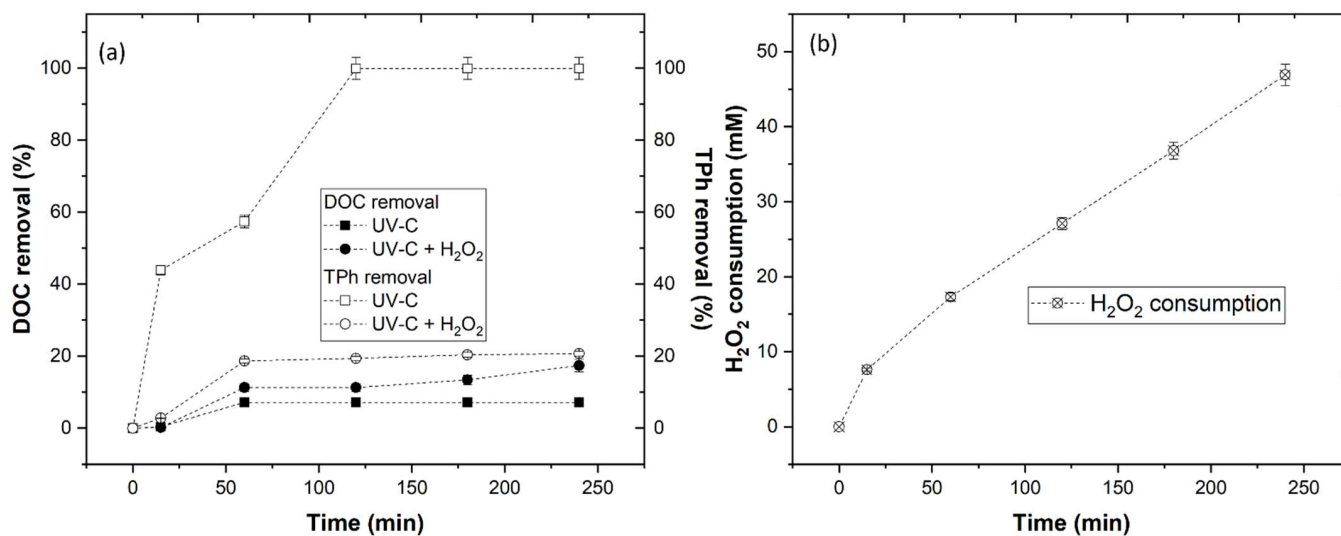 (a)
100
80
60
40
20
0
DOC removal (%)
0 50 100 150 200 250
Time (min)
100
80
60
40
20
0
TPh removal (%)
DOC removal
UV-C
UV-C + H₂O₂
TPh removal
UV-C
UV-C + H₂O₂
(b)
50
40
30
20
10
0
H₂O₂ consumption (mM)
H₂O₂ consumption
0 50 100 150 200 250
Time (min)